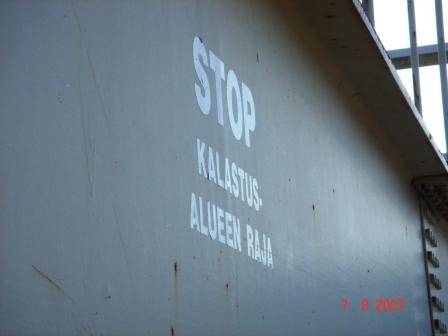 STOP
KALASTUS-
ALUEEN RAJA
7 8 2007